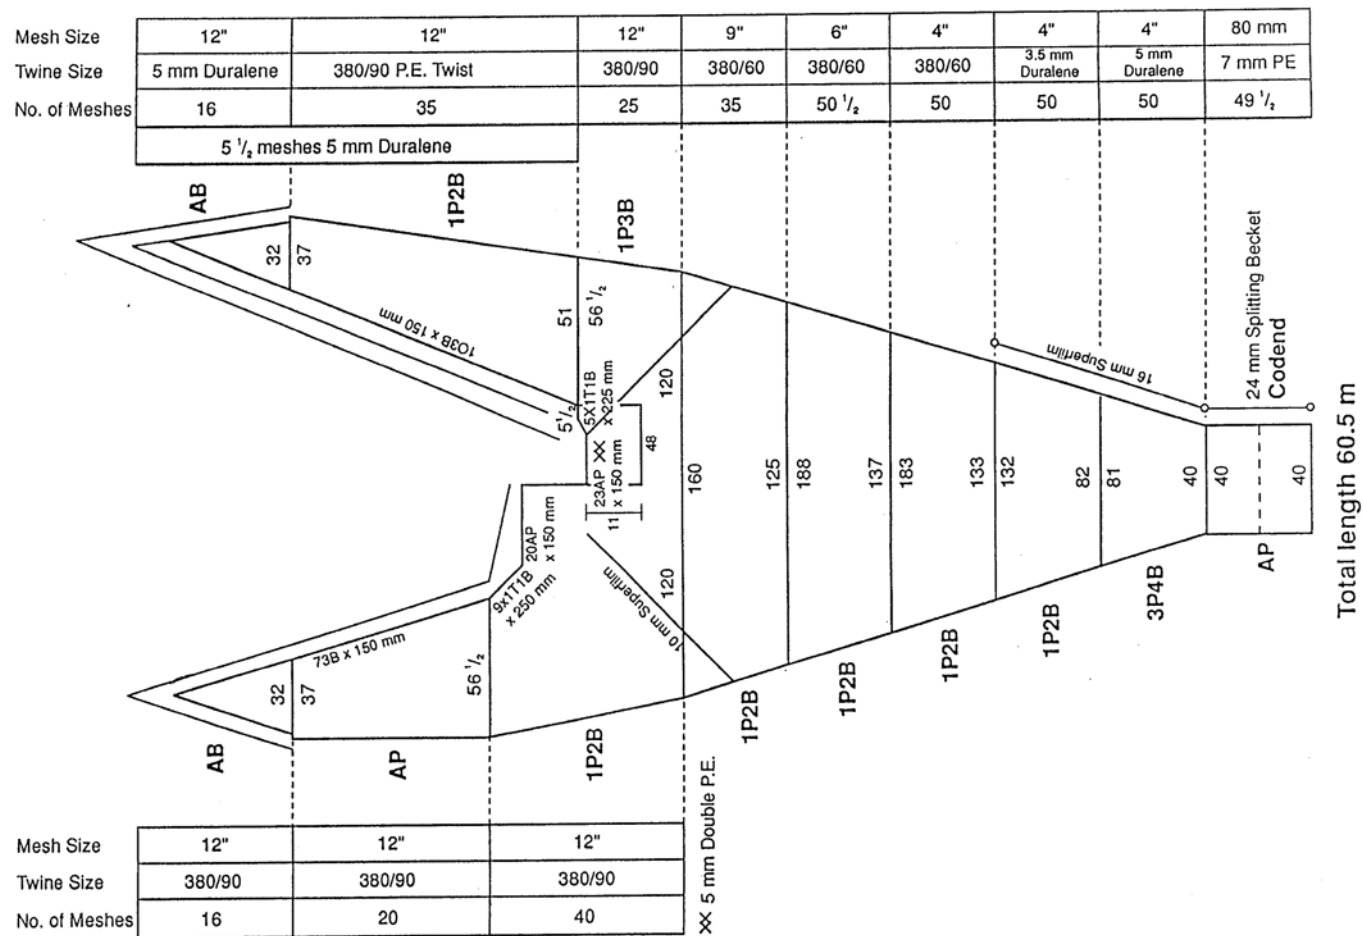 Mesh Size 12" 12" 12" 9" 6" 4" 4" 4" 80 mm
Twine Size 5 mm Duralene 380/90 P.E. Twist 380/90 380/60 380/60 380/60 3.5 mm Duralene 5 mm Duralene 7 mm PE
No. of Meshes 16 35 25 35 50 ½ 50 50 50 49 ½
5 ½ meshes 5 mm Duralene
AB
1P2B
1P3B
32
37
51
56 ½
103B x 150 mm
5 ½
5X1T1B
x 225 mm
120
16 mm Superfilm
24 mm Splitting Becket
Codend
23AP XX
x 150 mm
48
11
160
125
188
137
183
133
132
82
81
40
40
40
20AP
x 150 mm
9x1T1B
x 250 mm
10 mm Superfilm
120
73B x 150 mm
32
37
56 ½
AB
AP
1P2B
1P2B
1P2B
1P2B
1P2B
3P4B
AP
Total length 60.5 m
XX 5 mm Double P.E.
Mesh Size 12" 12" 12"
Twine Size 380/90 380/90 380/90
No. of Meshes 16 20 40